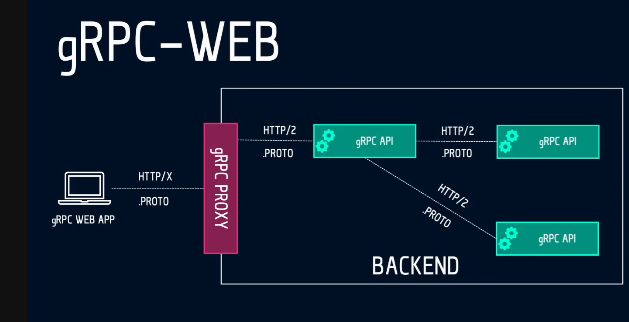 gRPC-WEB
HTTP/X
.PROTO
gRPC WEB APP
gRPC PROXY
HTTP/2
.PROTO
gRPC API
HTTP/2
.PROTO
gRPC API
HTTP/2
.PROTO
gRPC API
BACKEND